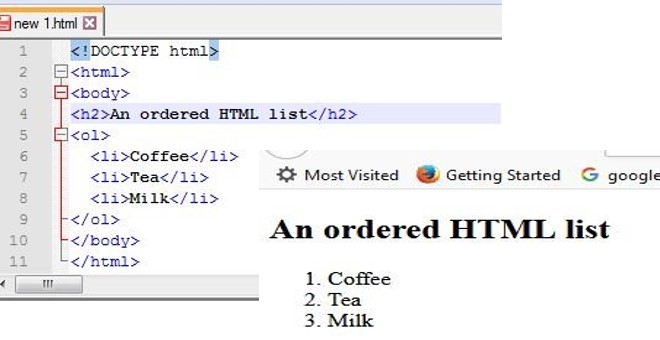 new 1.html
1 <!DOCTYPE html>
2 <html>
3 <body>
4 <h2>An ordered HTML list</h2>
5 <ol>
6 <li>Coffee</li>
7 <li>Tea</li>
8 <li>Milk</li>
9 </ol>
10 </body>
11 </html>
Most Visited Getting Started google
An ordered HTML list
1. Coffee
2. Tea
3. Milk